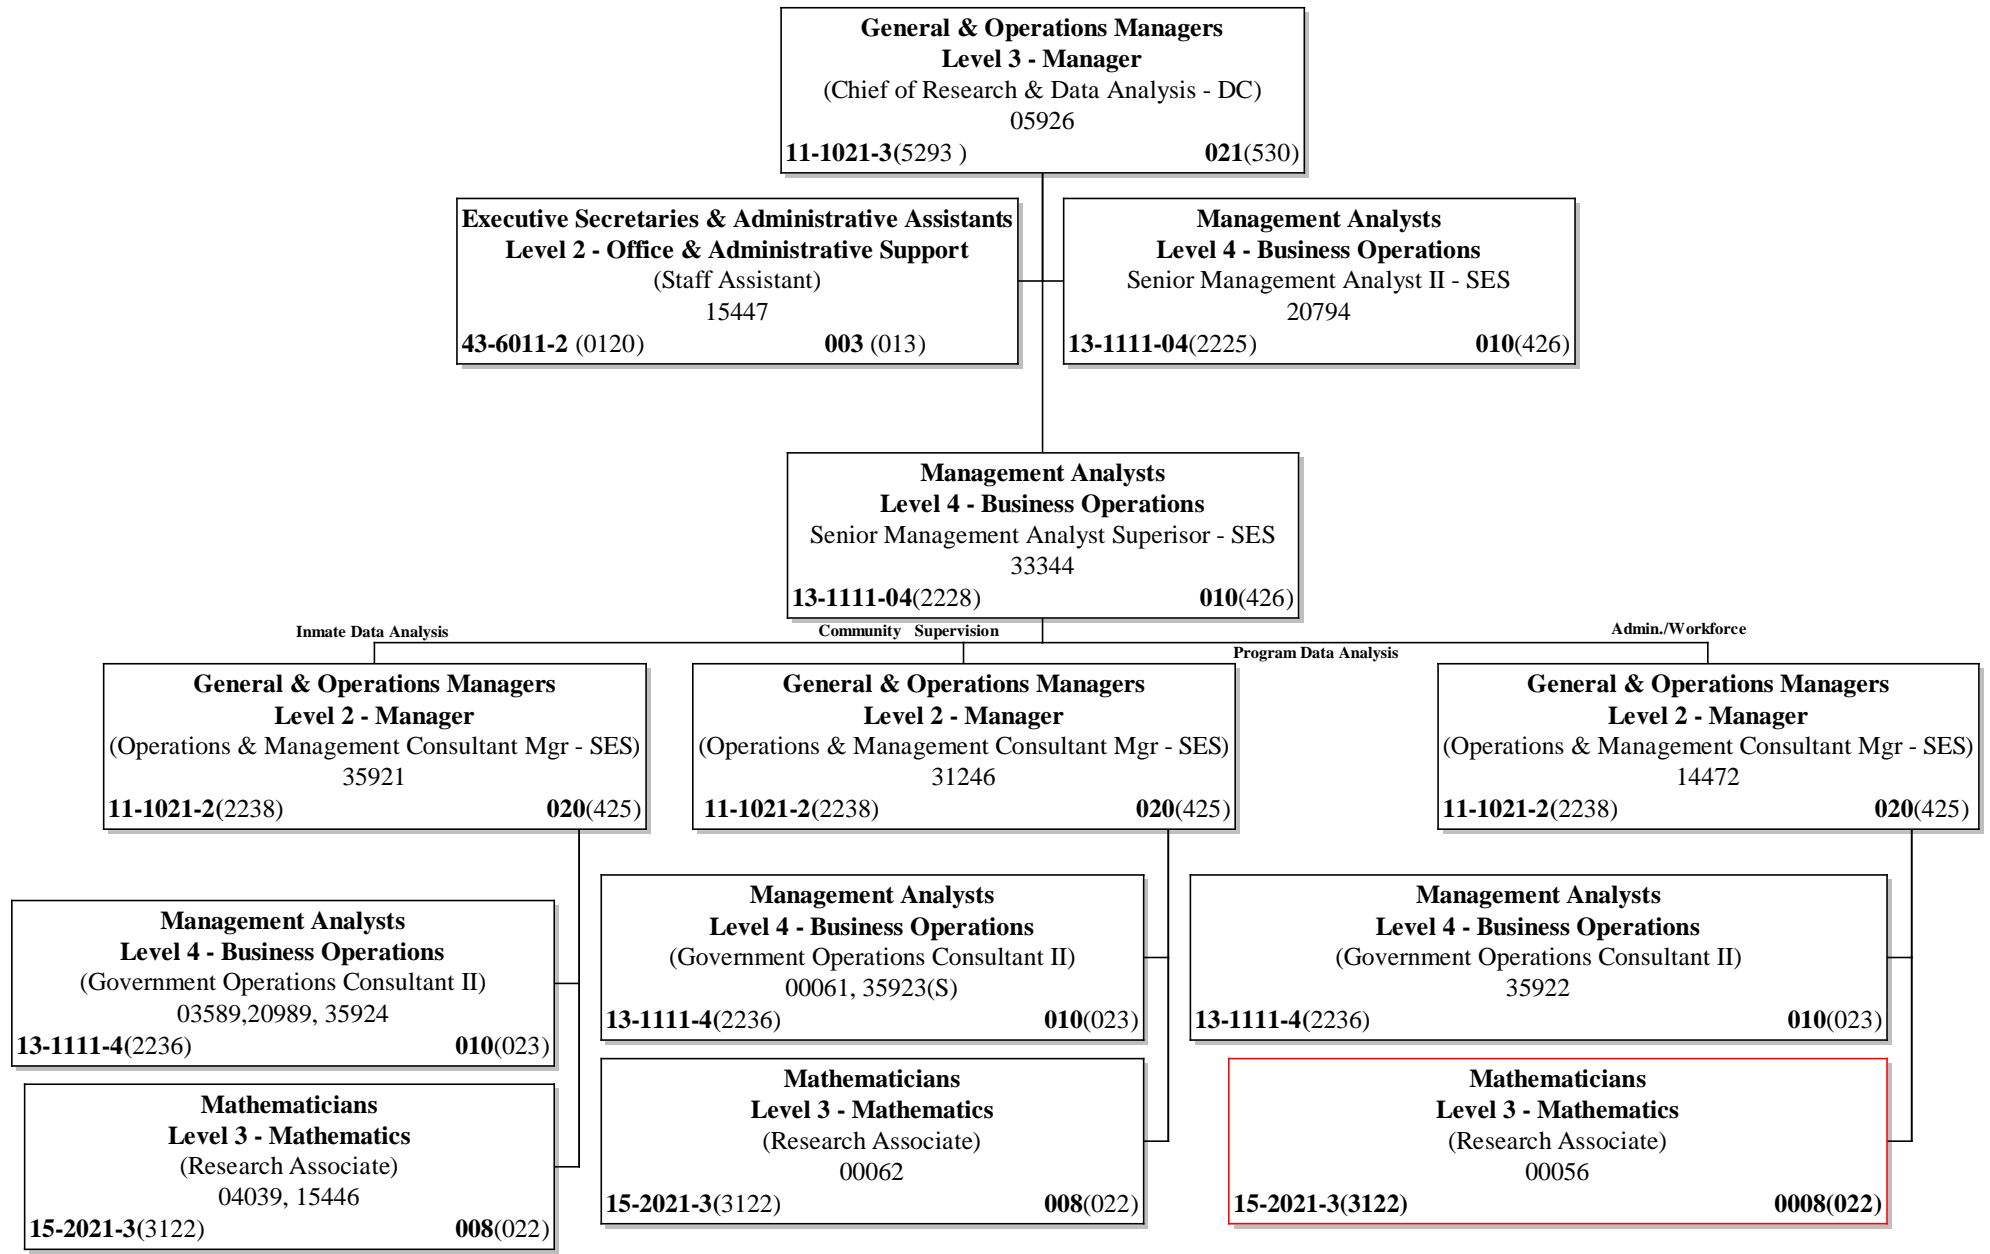 General & Operations Managers
Level 3 - Manager
(Chief of Research & Data Analysis - DC)
05926
11-1021-3(5293 ) 021(530)
Executive Secretaries & Administrative Assistants
Level 2 - Office & Administrative Support
(Staff Assistant)
15447
43-6011-2 (0120) 003 (013)
Management Analysts
Level 4 - Business Operations
Senior Management Analyst II - SES
20794
13-1111-04(2225) 010(426)
Management Analysts
Level 4 - Business Operations
Senior Management Analyst Superisor - SES
33344
13-1111-04(2228) 010(426)
Inmate Data Analysis
Community Supervision
Program Data Analysis
Admin./Workforce
General & Operations Managers
Level 2 - Manager
(Operations & Management Consultant Mgr - SES)
35921
11-1021-2(2238) 020(425)
General & Operations Managers
Level 2 - Manager
(Operations & Management Consultant Mgr - SES)
31246
11-1021-2(2238) 020(425)
General & Operations Managers
Level 2 - Manager
(Operations & Management Consultant Mgr - SES)
14472
11-1021-2(2238) 020(425)
Management Analysts
Level 4 - Business Operations
(Government Operations Consultant II)
03589,20989, 35924
13-1111-4(2236) 010(023)
Management Analysts
Level 4 - Business Operations
(Government Operations Consultant II)
00061, 35923(S)
13-1111-4(2236) 010(023)
Management Analysts
Level 4 - Business Operations
(Government Operations Consultant II)
35922
13-1111-4(2236) 010(023)
Mathematicians
Level 3 - Mathematics
(Research Associate)
04039, 15446
15-2021-3(3122) 008(022)
Mathematicians
Level 3 - Mathematics
(Research Associate)
00062
15-2021-3(3122) 008(022)
Mathematicians
Level 3 - Mathematics
(Research Associate)
00056
15-2021-3(3122) 0008(022)